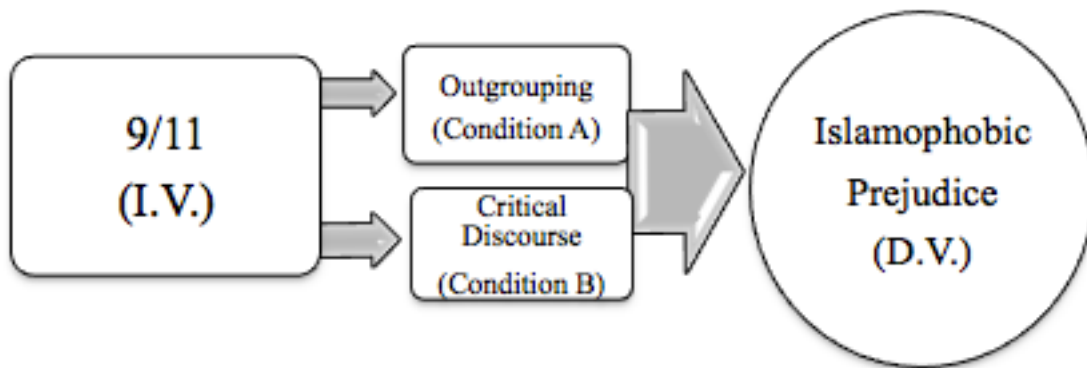 9/11
(I.V.)
Outgrouping
(Condition A)
Critical
Discourse
(Condition B)
Islamophobic
Prejudice
(D.V.)